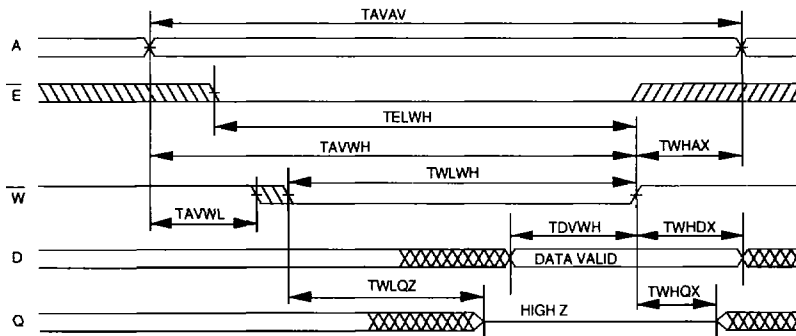 TAVAV
A
E
TELWH
TAVWH TWHAX
TWLWH
W
TAVWL
TDVWH TWHDX
D DATA VALID
TWLQZ TWHQX
HIGH Z
Q